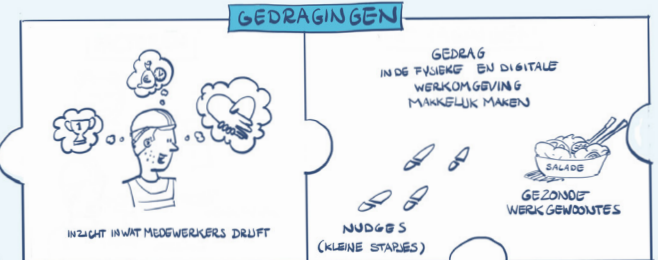 GEDRAGINGEN
1
INZICHT IN WAT MEDEWERKERS DRIJFT
GEDRAG
IN DE FYSIEKE EN DIGITALE
WERKOMGEVING
MAKKELIJK MAKEN
SALADE
GEZONDE
WERKGEWOONTES
NUDGES
(KLEINE STAPJES)